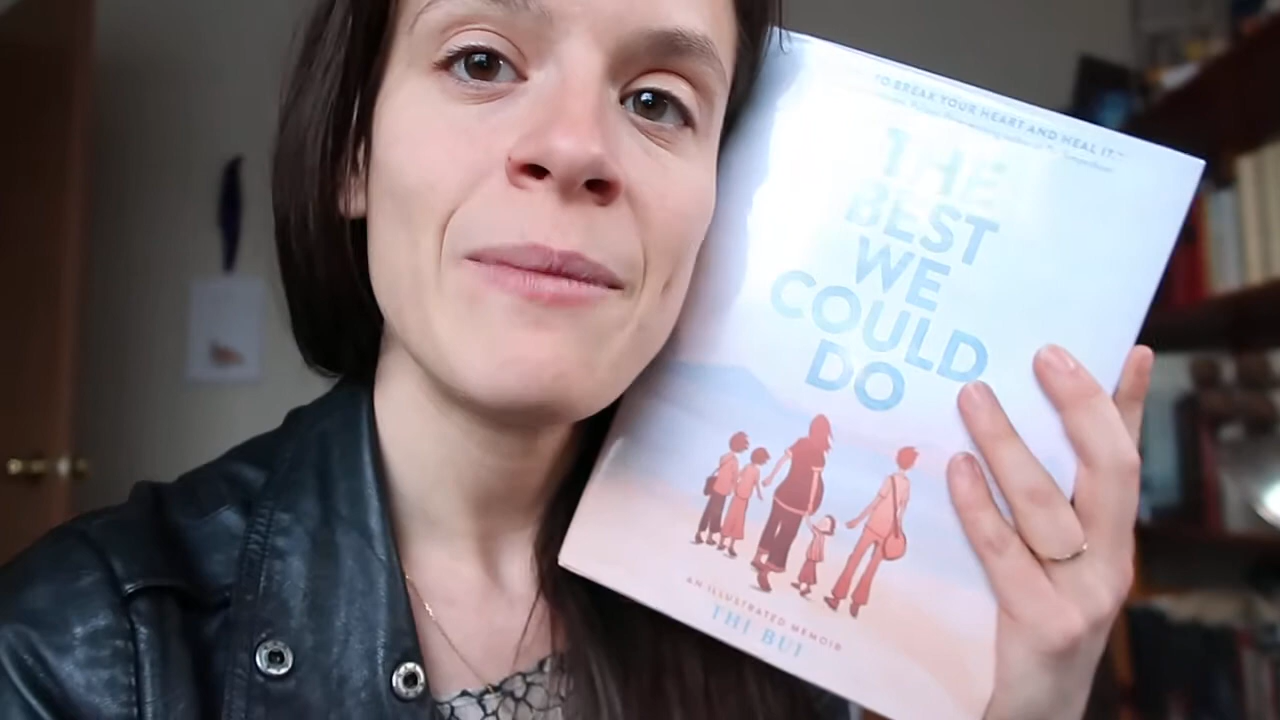 TO BREAK YOUR HEART AND HEAL IT."
THE
BEST
WE
COULD
DO
AN ILLUSTRATED MEMOIR
THI BUI